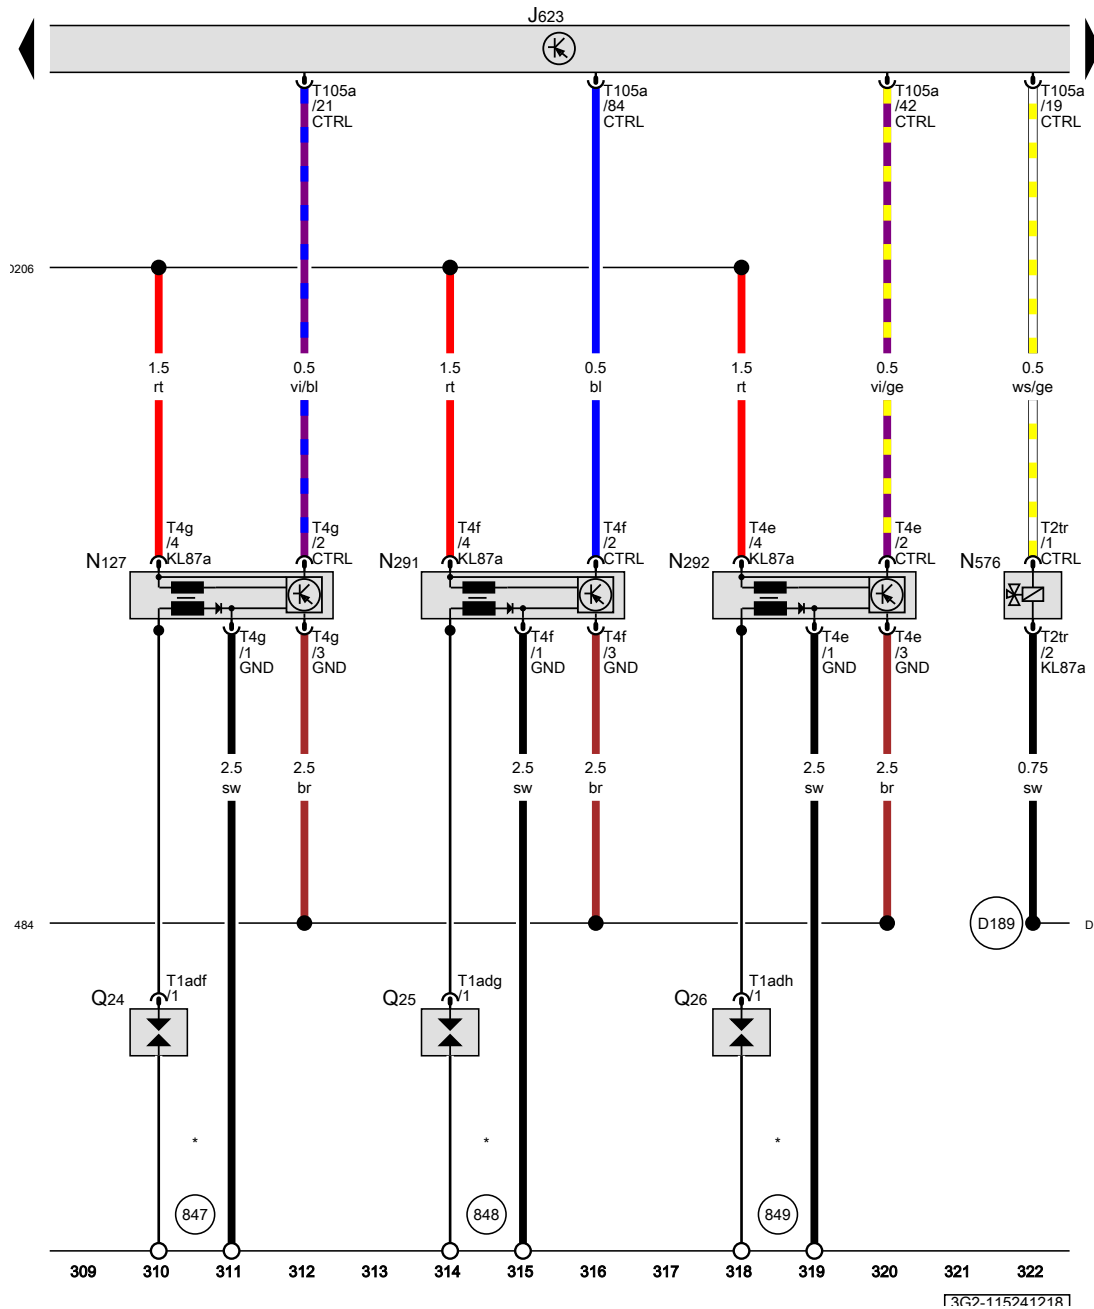 J623
T105a
/21
CTRL
T105a
/84
CTRL
T105a
/42
CTRL
T105a
/19
CTRL
206
1.5
rt
0.5
vi/bl
1.5
rt
0.5
bl
1.5
rt
0.5
vi/ge
0.5
ws/ge
N127
T4g
/4
KL87a
T4g
/2
CTRL
N291
T4f
/4
KL87a
T4f
/2
CTRL
N292
T4e
/4
KL87a
T4e
/2
CTRL
N576
T2tr
/1
CTRL
T4g
/1
GND
T4g
/3
GND
T4f
/1
GND
T4f
/3
GND
T4e
/1
GND
T4e
/3
GND
T2tr
/2
KL87a
2.5
sw
2.5
br
2.5
sw
2.5
br
2.5
sw
2.5
br
0.75
sw
484
D189
D
Q24
T1adf
/1
Q25
T1adg
/1
Q26
T1adh
/1
* * *
847 848 849
309 310 311 312 313 314 315 316 317 318 319 320 321 322
3G2-115241218